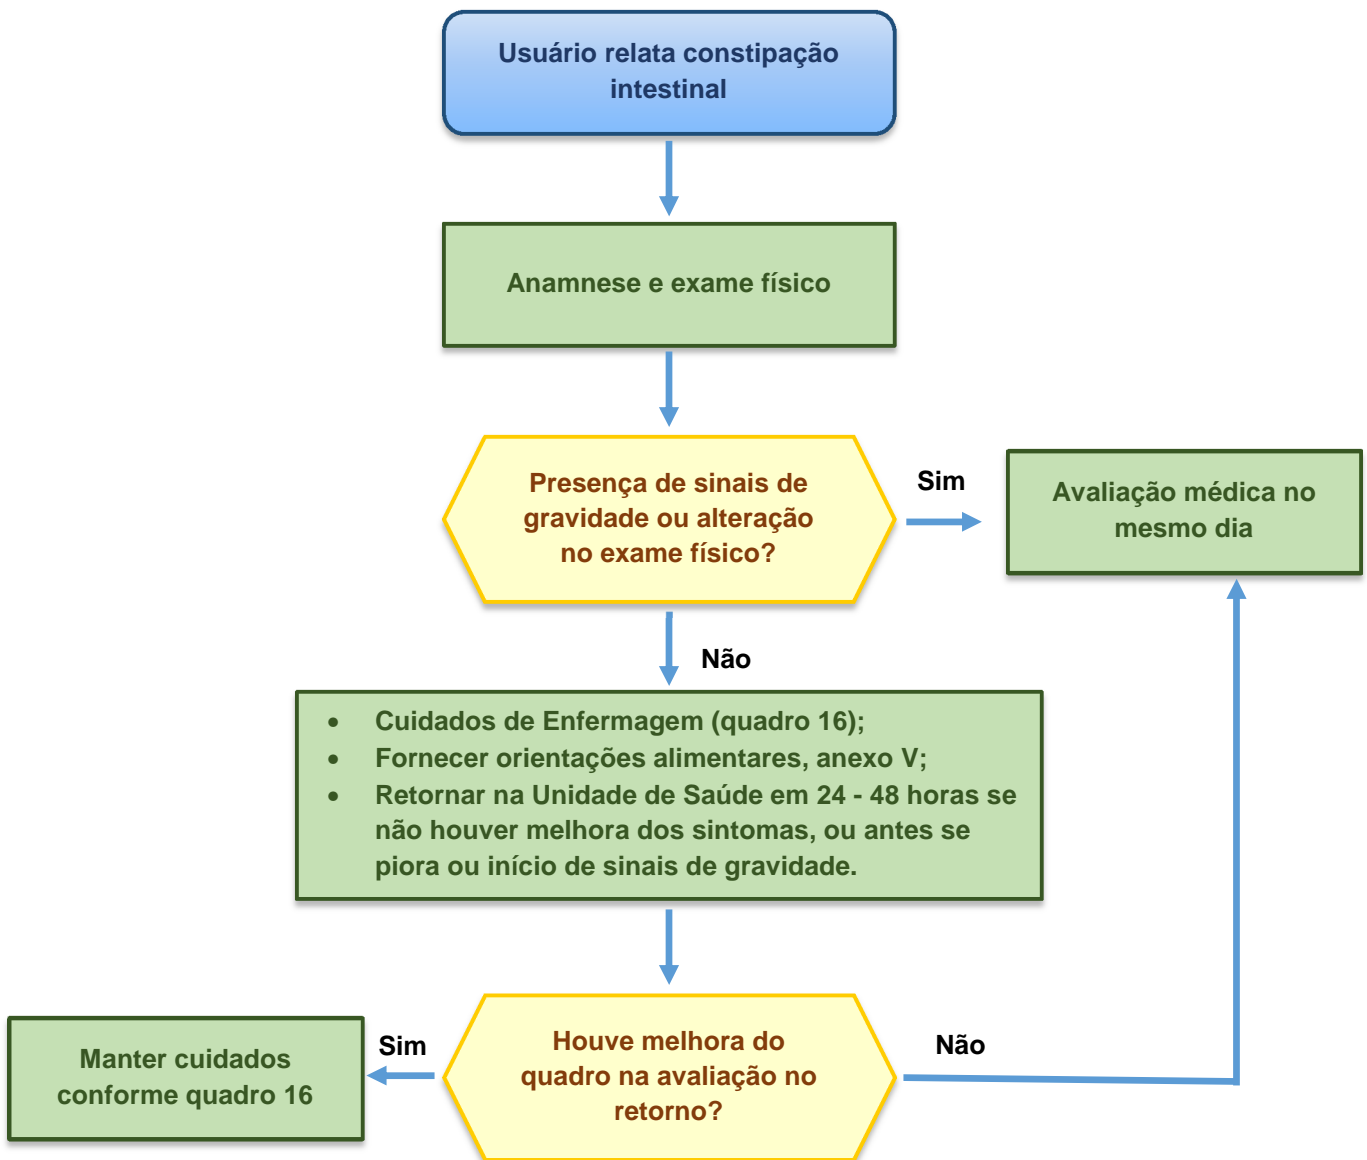 Usuário relata constipação
intestinal
Anamnese e exame físico
Presença de sinais de
gravidade ou alteração
no exame físico?
Sim
Avaliação médica no
mesmo dia
Não
• Cuidados de Enfermagem (quadro 16);
• Fornecer orientações alimentares, anexo V;
• Retornar na Unidade de Saúde em 24 - 48 horas se
não houver melhora dos sintomas, ou antes se
piora ou início de sinais de gravidade.
Houve melhora do
quadro na avaliação no
retorno?
Sim
Manter cuidados
conforme quadro 16
Não